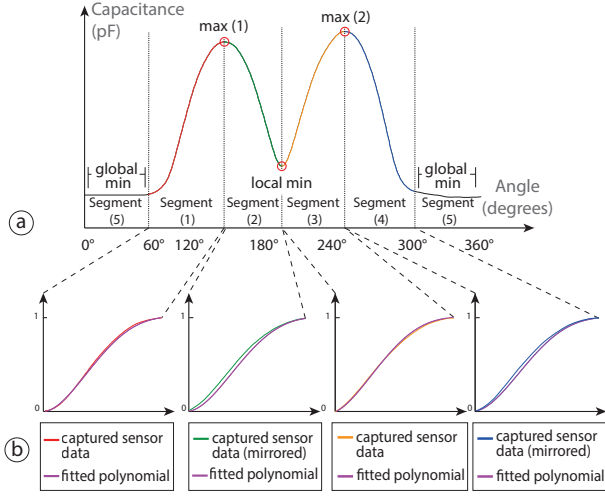 Capacitance
(pF)
max (1)
max (2)
global
min
local min
global
min
Angle
(degrees)
Segment
(5)
Segment
(1)
Segment
(2)
Segment
(3)
Segment
(4)
Segment
(5)
a
0°
60°
120°
180°
240°
300°
360°
1
0
1
0
1
0
1
0
b
captured sensor
data
fitted polynomial
captured sensor
data (mirrored)
fitted polynomial
captured sensor
data
fitted polynomial
captured sensor
data (mirrored)
fitted polynomial